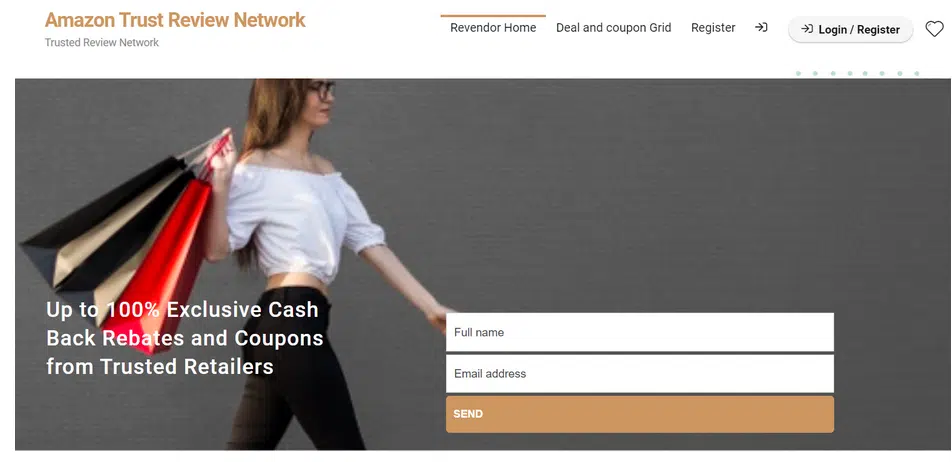 Amazon Trust Review Network
Trusted Review Network
Revendor Home
Deal and coupon Grid
Register
Login / Register
Up to 100% Exclusive Cash
Back Rebates and Coupons
from Trusted Retailers
Full name
Email address
SEND